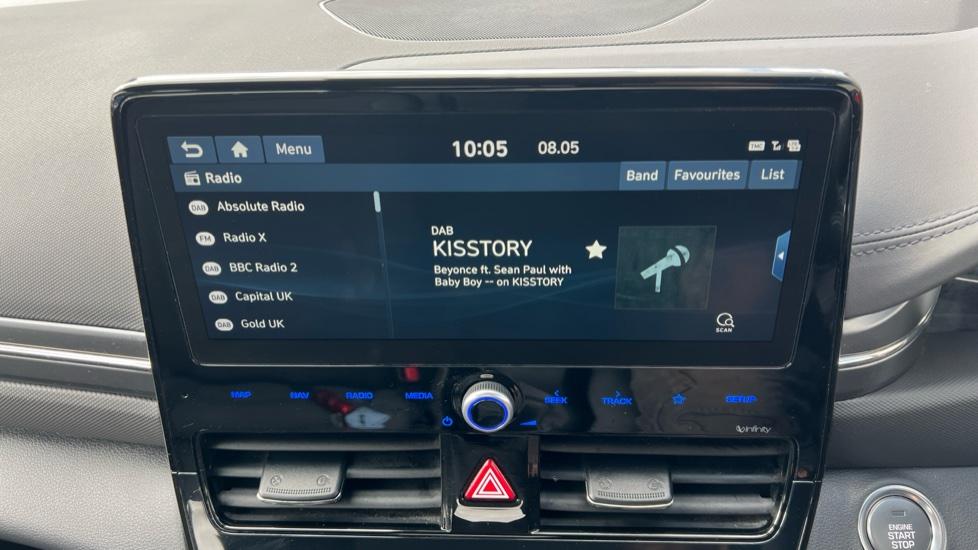 Menu
10:05
08.05
TMC
Radio
Band
Favourites
List
DAB Absolute Radio
FM Radio X
DAB BBC Radio 2
DAB Capital UK
DAB Gold UK
DAB
KISSTORY
Beyonce ft. Sean Paul with
Baby Boy -- on KISSTORY
SCAN
MAP
NAV
RADIO
MEDIA
SEEK
TRACK
SETUP
infinity
ENGINE
START
STOP